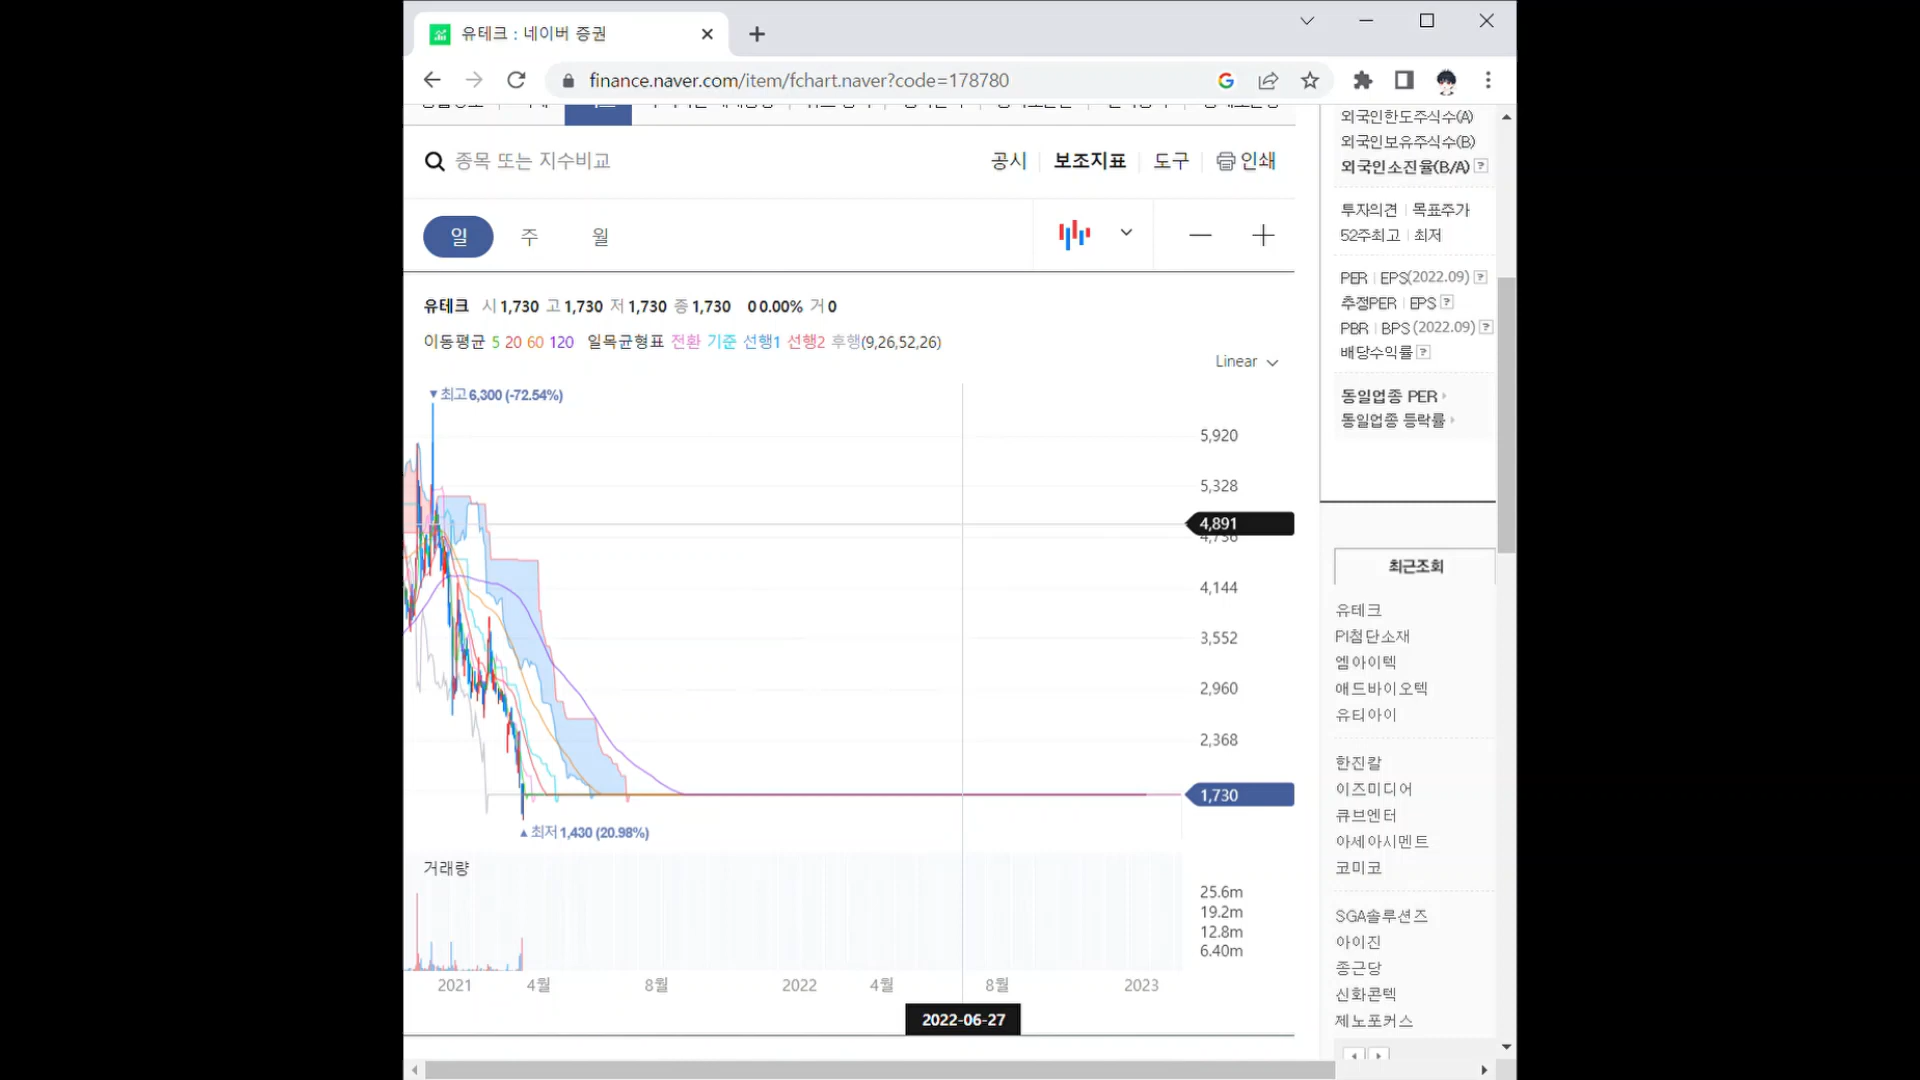 유테크 : 네이버 증권
finance.naver.com/item/fchart.naver?code=178780
종목 또는 지수비교
공시
보조지표
도구
인쇄
일
주
월
유테크 시 1,730 고 1,730 저 1,730 종 1,730 0 0.00% 거 0
이동평균 5 20 60 120 일목균형표 전환 기준 선행1 선행2 후행(9,26,52,26)
Linear
▼최고 6,300 (-72.54%)
5,920
5,328
4,891
4,736
4,144
3,552
2,960
2,368
1,730
▲최저 1,430 (20.98%)
거래량
25.6m
19.2m
12.8m
6.40m
2021
4월
8월
2022
4월
8월
2023
2022-06-27
외국인한도주식수(A)
외국인보유주식수(B)
외국인소진율(B/A) ?
투자의견 | 목표주가
52주최고 | 최저
PER | EPS(2022.09) ?
추정PER | EPS ?
PBR | BPS (2022.09) ?
배당수익률 ?
동일업종 PER
동일업종 등락률
최근조회
유테크
PI첨단소재
엠아이텍
애드바이오텍
유티아이
한진칼
이즈미디어
큐브엔터
아세아시멘트
코미코
SGA솔루션즈
아이진
종근당
신화콘텍
제노포커스